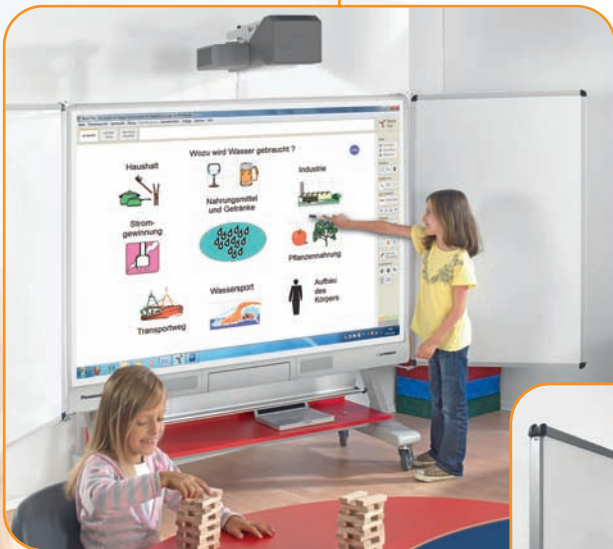 Wozu wird Wasser gebraucht ?
Haushalt
Nahrungsmittel
und Getränke
Industrie
Strom-
gewinnung
Pflanzennahrung
Transportweg
Wassersport
Aufbau
des
Körpers